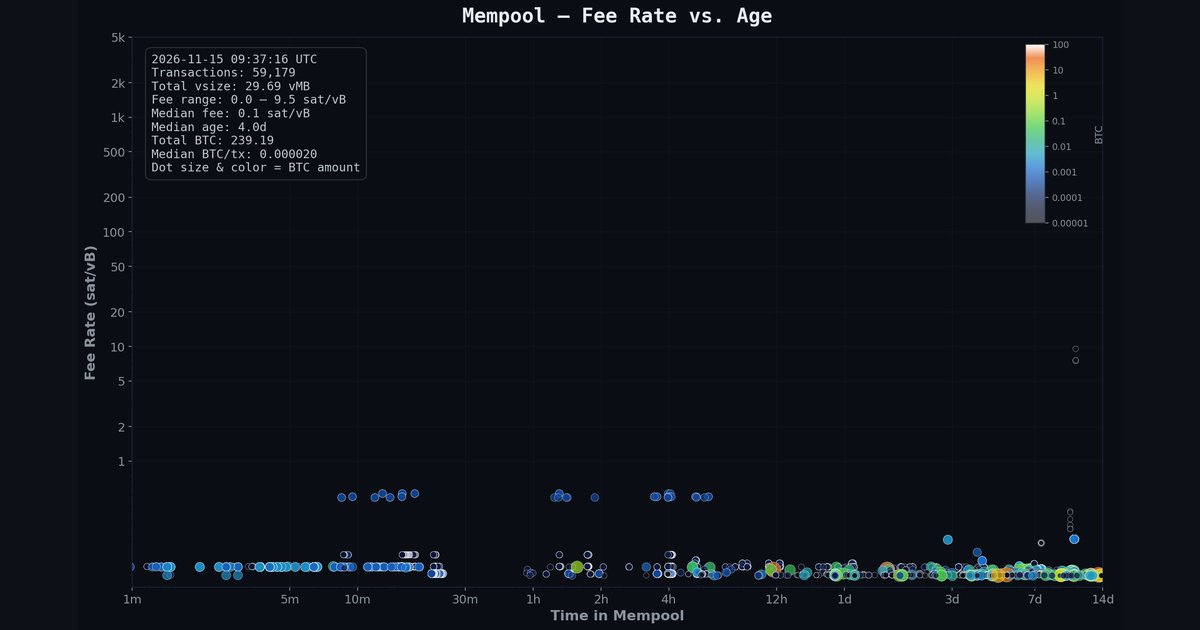 Mempool — Fee Rate vs. Age
5k
2k
1k
500
200
100
50
20
10
5
2
1
Fee Rate (sat/vB)
2026-11-15 09:37:16 UTC
Transactions: 59,179
Total vsize: 29.69 vMB
Fee range: 0.0 — 9.5 sat/vB
Median fee: 0.1 sat/vB
Median age: 4.0d
Total BTC: 239.19
Median BTC/tx: 0.000020
Dot size & color = BTC amount
100
10
1
0.1
0.01
0.001
0.0001
0.00001
BTC
1m 5m 10m 30m 1h 2h 4h 12h 1d 3d 7d 14d
Time in Mempool